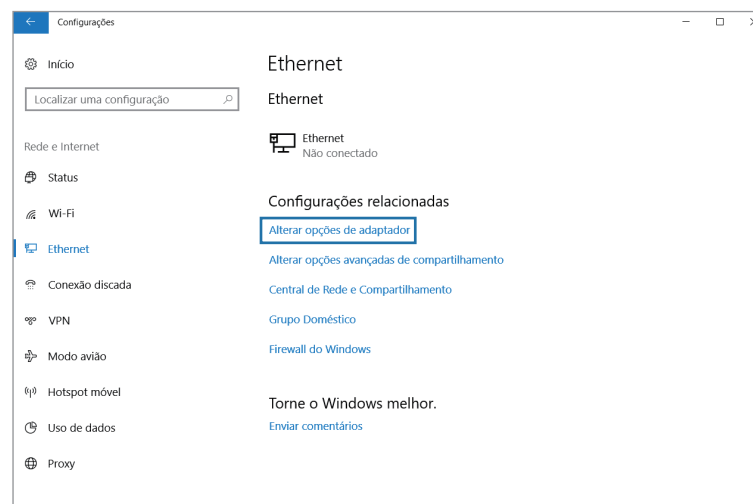 Configurações
Início
Localizar uma configuração
Rede e Internet
Status
Wi-Fi
Ethernet
Conexão discada
VPN
Modo avião
Hotspot móvel
Uso de dados
Proxy
Ethernet
Ethernet
Ethernet
Não conectado
Configurações relacionadas
Alterar opções de adaptador
Alterar opções avançadas de compartilhamento
Central de Rede e Compartilhamento
Grupo Doméstico
Firewall do Windows
Torne o Windows melhor.
Enviar comentários